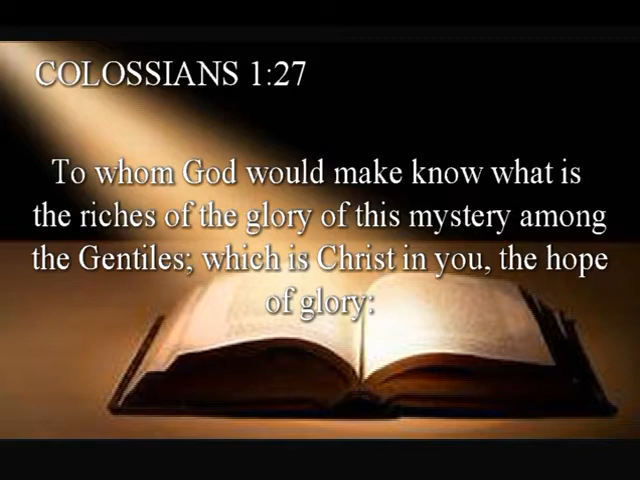 COLOSSIANS 1:27
To whom God would make know what is
the riches of the glory of this mystery among
the Gentiles; which is Christ in you, the hope
of glory: